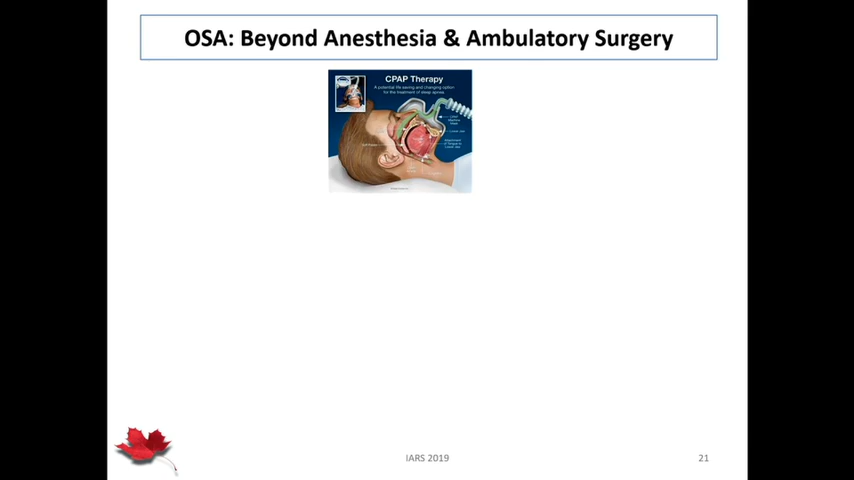 OSA: Beyond Anesthesia & Ambulatory Surgery
CPAP Therapy
A potential life saving and changing option
for the treatment of sleep apnea
IARS 2019
21